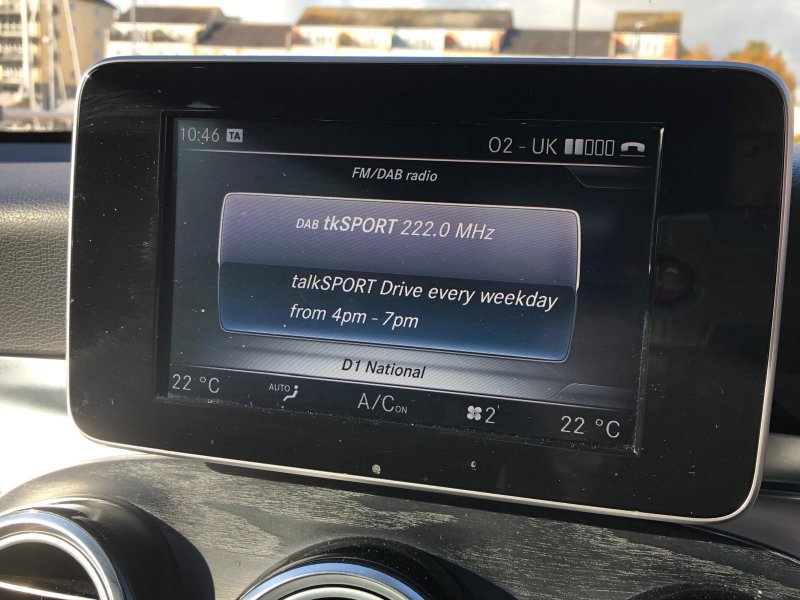 10:46 TA O2 - UK
FM/DAB radio
DAB tkSPORT 222.0 MHz
talkSPORT Drive every weekday
from 4pm - 7pm
D1 National
22 °C AUTO A/C ON 2 22 °C